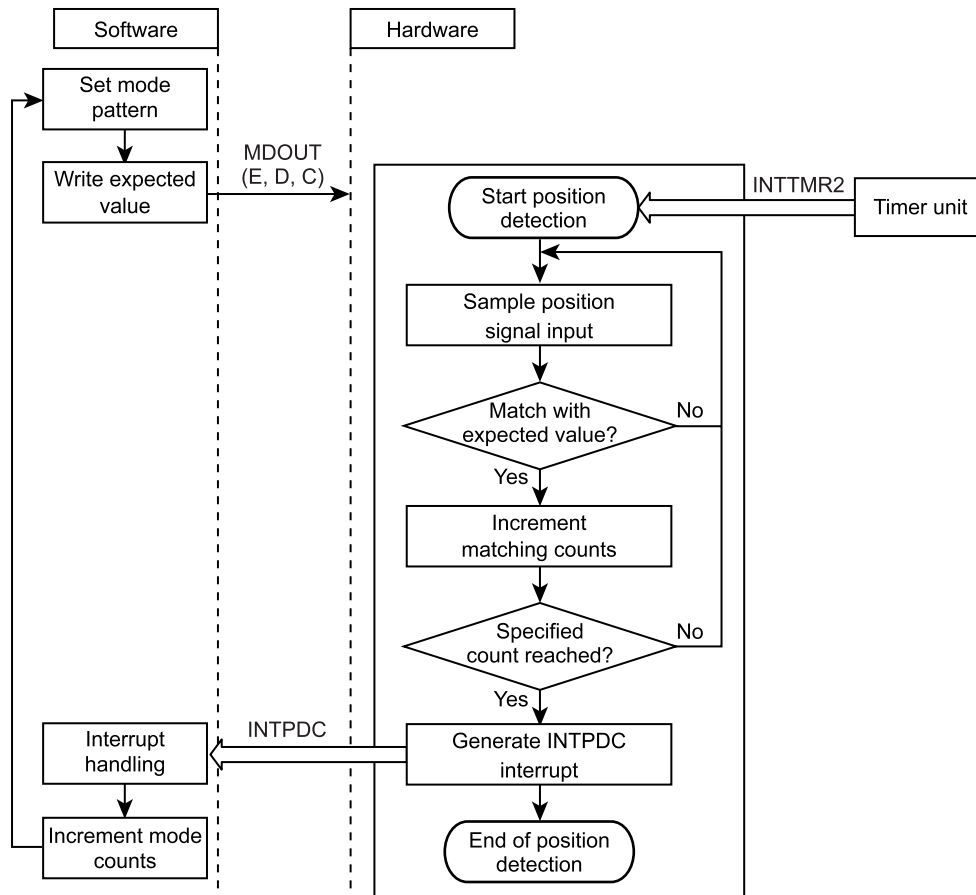 Software
Hardware
Set mode
pattern
Write expected
value
MDOUT
(E, D, C)
Start position
detection
INTTMR2
Timer unit
Sample position
signal input
Match with
expected value?
No
Yes
Increment
matching counts
Specified
count reached?
No
Yes
Generate INTPDC
interrupt
INTPDC
Interrupt
handling
Increment mode
counts
End of position
detection